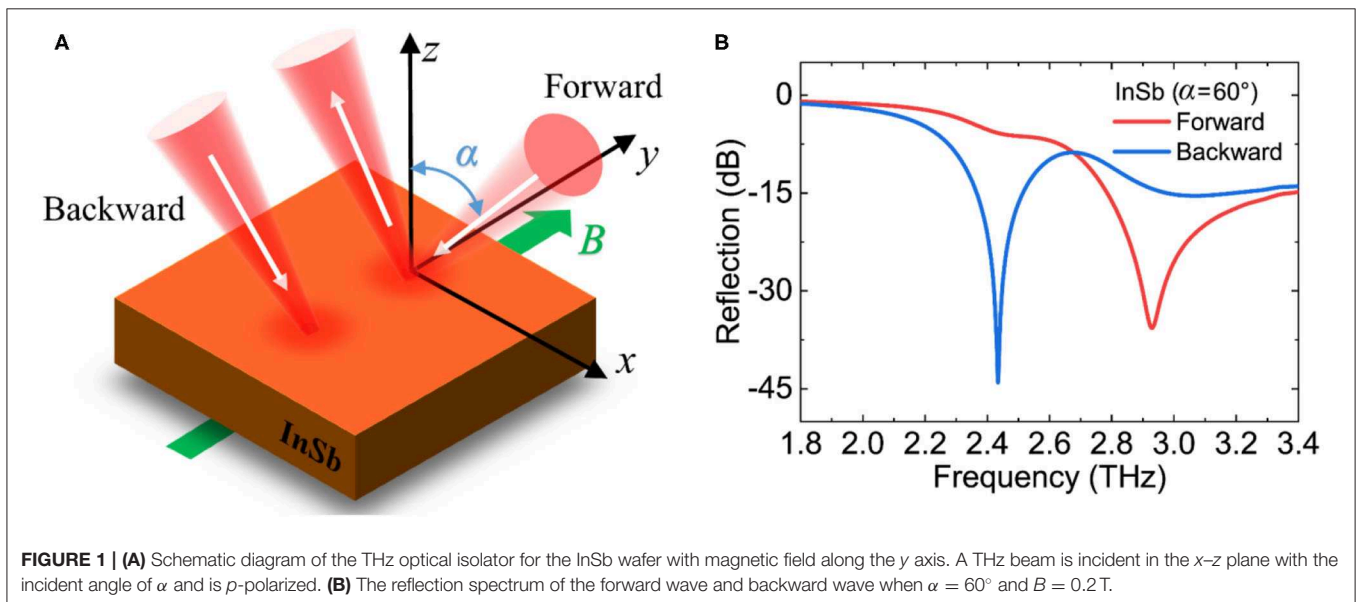 A
z
Forward
y
α
Backward
B
x
InSb
B
0
-15
-30
-45
Reflection (dB)
InSb (α=60°)
Forward
Backward
1.8 2.0 2.2 2.4 2.6 2.8 3.0 3.2 3.4
Frequency (THz)
FIGURE 1 | (A) Schematic diagram of the THz optical isolator for the InSb wafer with magnetic field along the y axis. A THz beam is incident in the x–z plane with the
incident angle of α and is p-polarized. (B) The reflection spectrum of the forward wave and backward wave when α = 60° and B = 0.2 T.